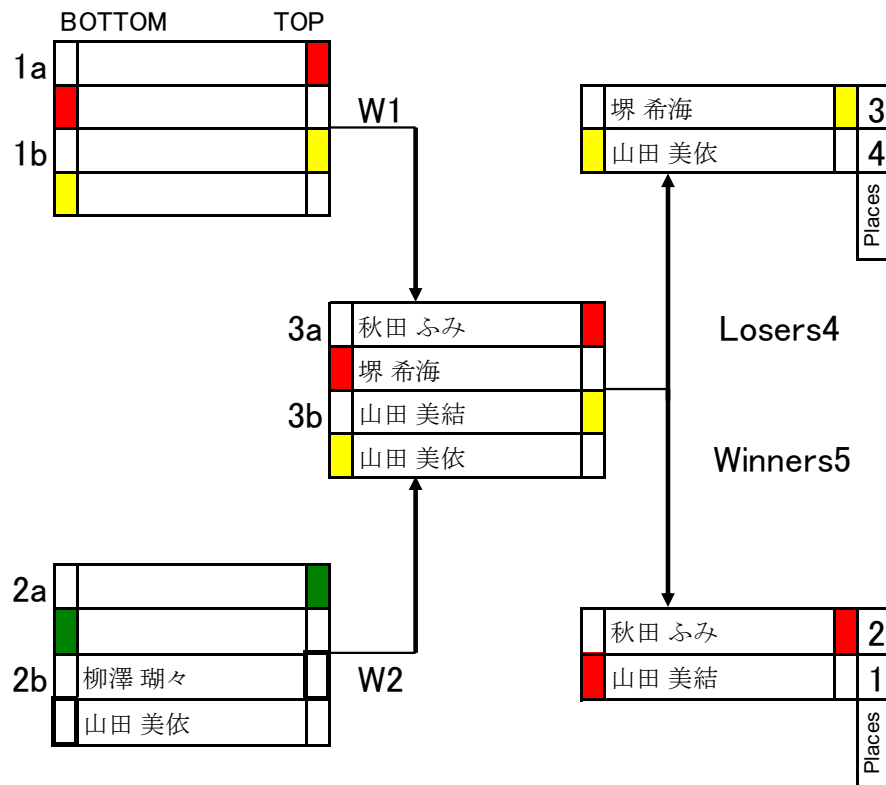 BOTTOM TOP
1a
W1
1b
堺 希海 3
山田 美依 4
Places
3a 秋田 ふみ
堺 希海
3b 山田 美結
山田 美依
Losers4
Winners5
2a
2b 柳澤 瑚々 W2
山田 美依
秋田 ふみ 2
山田 美結 1
Places